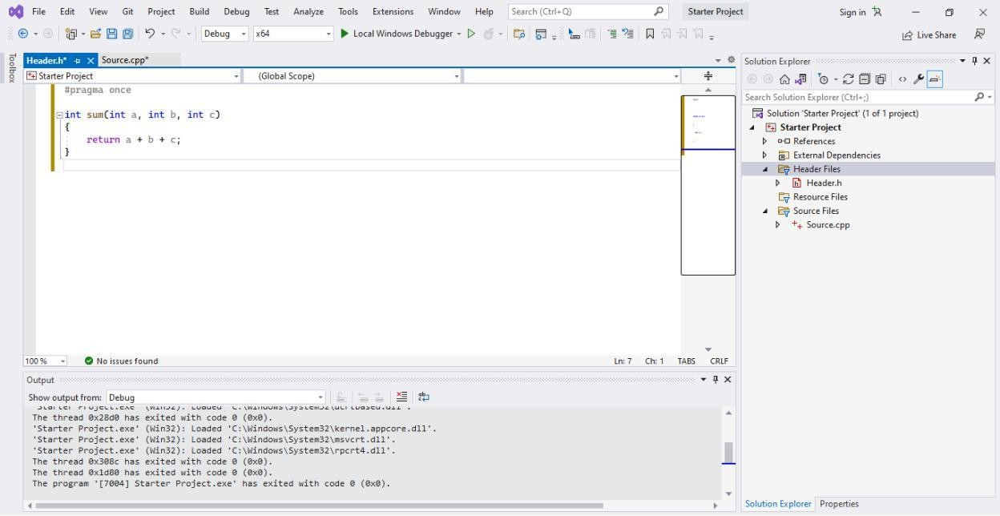 File Edit View Git Project Build Debug Test Analyze Tools Extensions Window Help Search (Ctrl+Q) Starter Project Sign in
Debug x64 Local Windows Debugger Live Share
Toolbox
Header.h* Source.cpp*
Starter Project (Global Scope)
#pragma once
int sum(int a, int b, int c)
{
return a + b + c;
}
100 % No issues found Ln: 7 Ch: 1 TABS CRLF
Output
Show output from: Debug
'Starter Project.exe' (Win32): Loaded 'C:\Windows\System32\ucrtbased.dll'.
The thread 0x28d0 has exited with code 0 (0x0).
'Starter Project.exe' (Win32): Loaded 'C:\Windows\System32\kernel.appcore.dll'.
'Starter Project.exe' (Win32): Loaded 'C:\Windows\System32\msvcrt.dll'.
'Starter Project.exe' (Win32): Loaded 'C:\Windows\System32\rpcrt4.dll'.
The thread 0x308c has exited with code 0 (0x0).
The thread 0x1d80 has exited with code 0 (0x0).
The program '[7004] Starter Project.exe' has exited with code 0 (0x0).
Solution Explorer
Search Solution Explorer (Ctrl+;)
Solution 'Starter Project' (1 of 1 project)
Starter Project
References
External Dependencies
Header Files
Header.h
Resource Files
Source Files
Source.cpp
Solution Explorer Properties